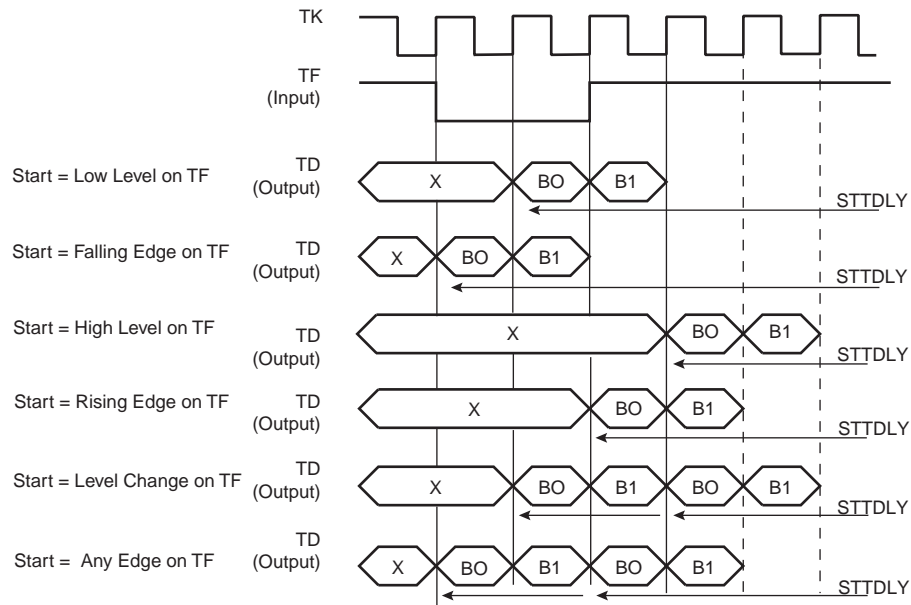 TK
TF
(Input)
Start = Low Level on TF
TD
(Output)
X
BO
B1
STTDLY
Start = Falling Edge on TF
TD
(Output)
X
BO
B1
STTDLY
Start = High Level on TF
TD
(Output)
X
BO
B1
STTDLY
Start = Rising Edge on TF
TD
(Output)
X
BO
B1
STTDLY
Start = Level Change on TF
TD
(Output)
X
BO
B1
BO
B1
STTDLY
Start = Any Edge on TF
TD
(Output)
X
BO
B1
BO
B1
STTDLY